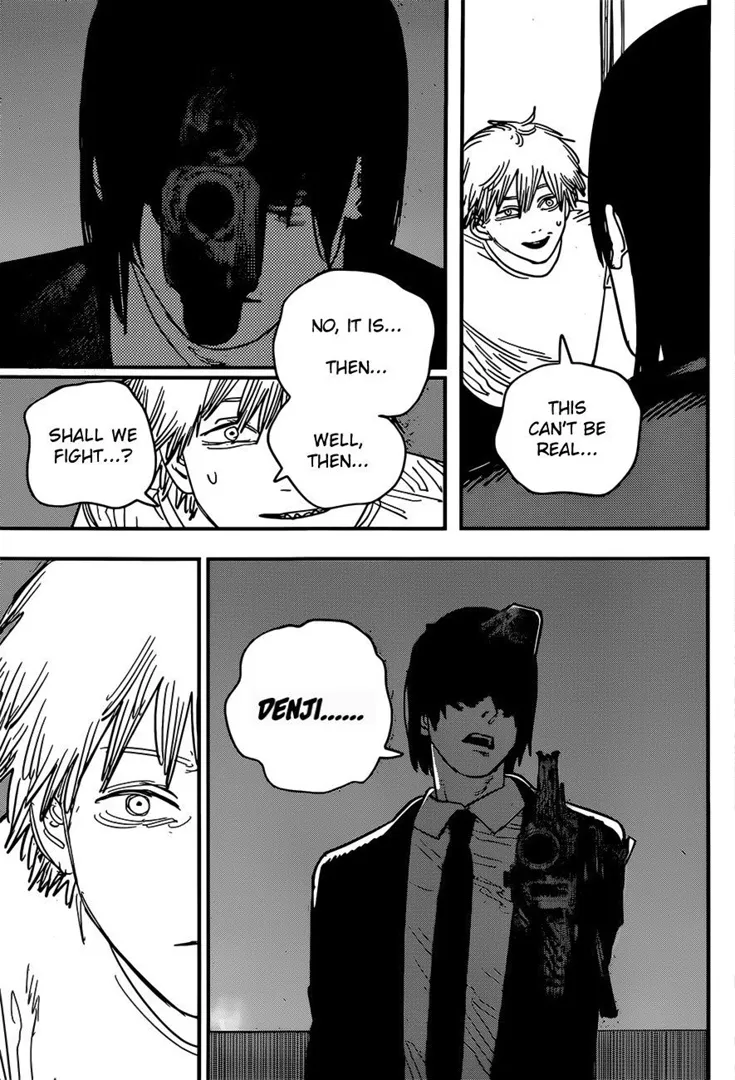 THIS
CAN'T BE
REAL...
NO, IT IS...
THEN...
WELL,
THEN...
SHALL WE
FIGHT...?
DENJI......